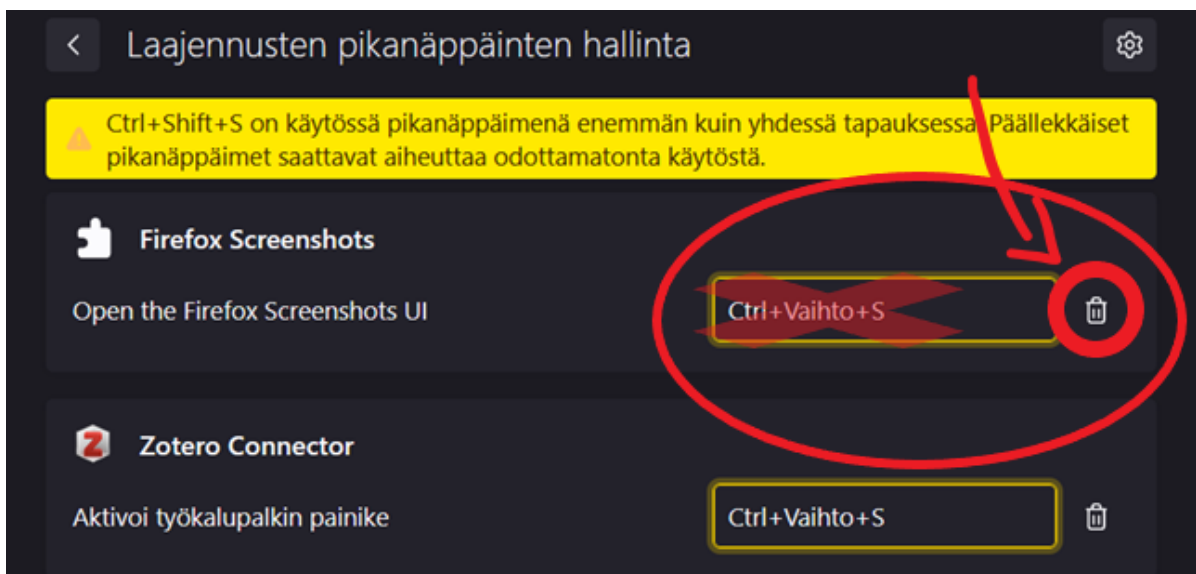 Laajennusten pikanäppäinten hallinta
Ctrl+Shift+S on käytössä pikanäppäimenä enemmän kuin yhdessä tapauksessa. Päällekkäiset
pikanäppäimet saattavat aiheuttaa odottamatonta käytöstä.
Firefox Screenshots
Open the Firefox Screenshots UI
Ctrl+Vaihto+S
Zotero Connector
Aktivoi työkalupalkin painike
Ctrl+Vaihto+S